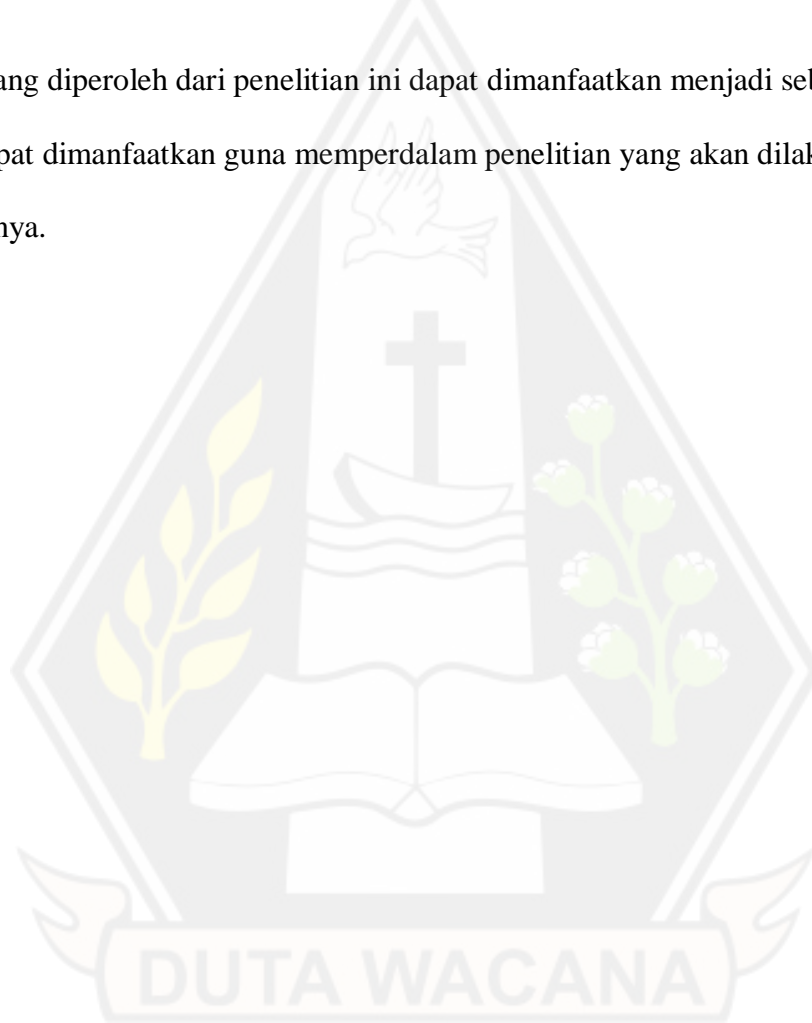 ang diperoleh dari penelitian ini dapat dimanfaatkan menjadi sel
pat dimanfaatkan guna memperdalam penelitian yang akan dilak
nya.
DUTA WACANA